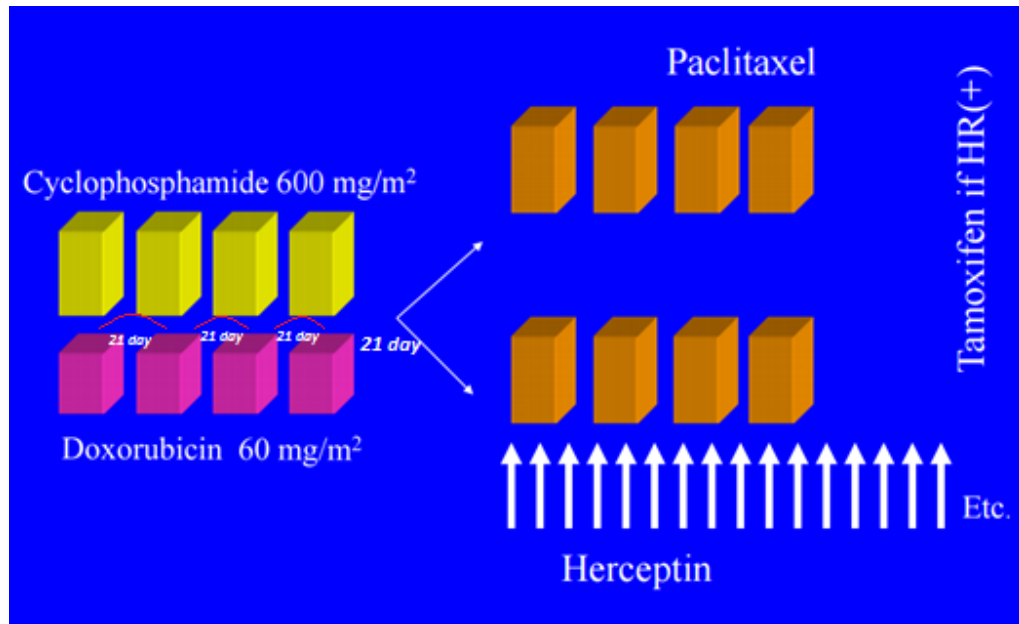 Paclitaxel
Cyclophosphamide 600 mg/m²
21 day
21 day
21 day
21 day
Doxorubicin 60 mg/m²
Tamoxifen if HR(+)
Etc.
Herceptin